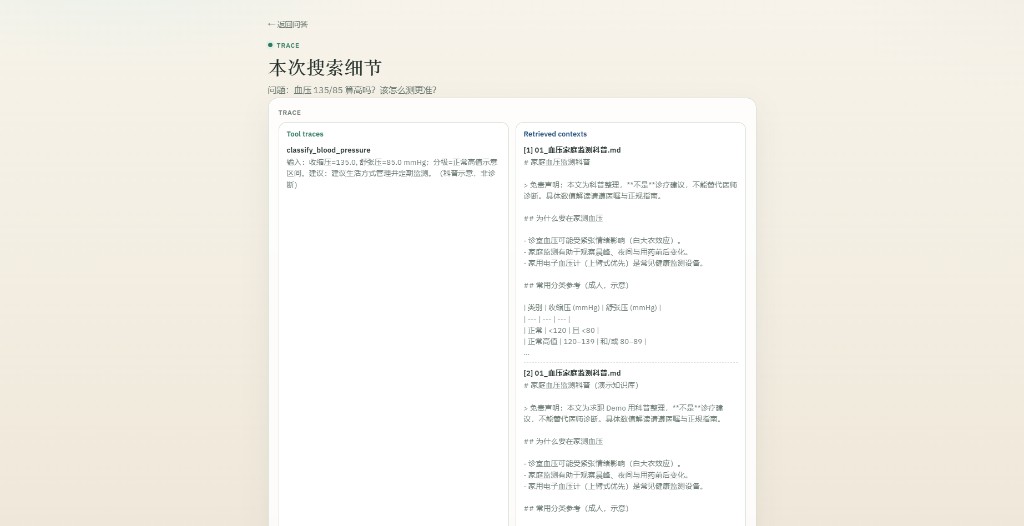 ← 返回问答
TRACE
本次搜索细节
问题：血压 135/85 算高吗？该怎么测更准？
TRACE
Tool traces
classify_blood_pressure
输入：收缩压=135.0, 舒张压=85.0 mmHg；分级=正常高值示意
区间。建议：建议生活方式管理并定期监测。（科普示意，非诊
断）
Retrieved contexts
[1] 01_血压家庭监测科普.md
# 家庭血压监测科普
> 免责声明：本文为科普整理，**不是**诊疗建议，不能替代医师
诊断。具体数值解读请遵医嘱与正规指南。
## 为什么要在家测血压
- 诊室血压可能受紧张情绪影响（白大衣效应）。
- 家庭监测有助于观察晨峰、夜间与用药前后变化。
- 家用电子血压计（上臂式优先）是常见健康监测设备。
## 常用分类参考（成人，示意）
| 类别 | 收缩压 (mmHg) | 舒张压 (mmHg) |
| --- | --- | --- |
| 正常 | <120 | 且 <80 |
| 正常高值 | 120–139 | 和/或 80–89 |
...
[2] 01_血压家庭监测科普.md
# 家庭血压监测科普（演示知识库）
> 免责声明：本文为求职 Demo 用科普整理，**不是**诊疗建
议，不能替代医师诊断。具体数值解读请遵医嘱与正规指南。
## 为什么要在家测血压
- 诊室血压可能受紧张情绪影响（白大衣效应）。
- 家庭监测有助于观察晨峰、夜间与用药前后变化。
- 家用电子血压计（上臂式优先）是常见健康监测设备。
## 常用分类参考（成人，示意）